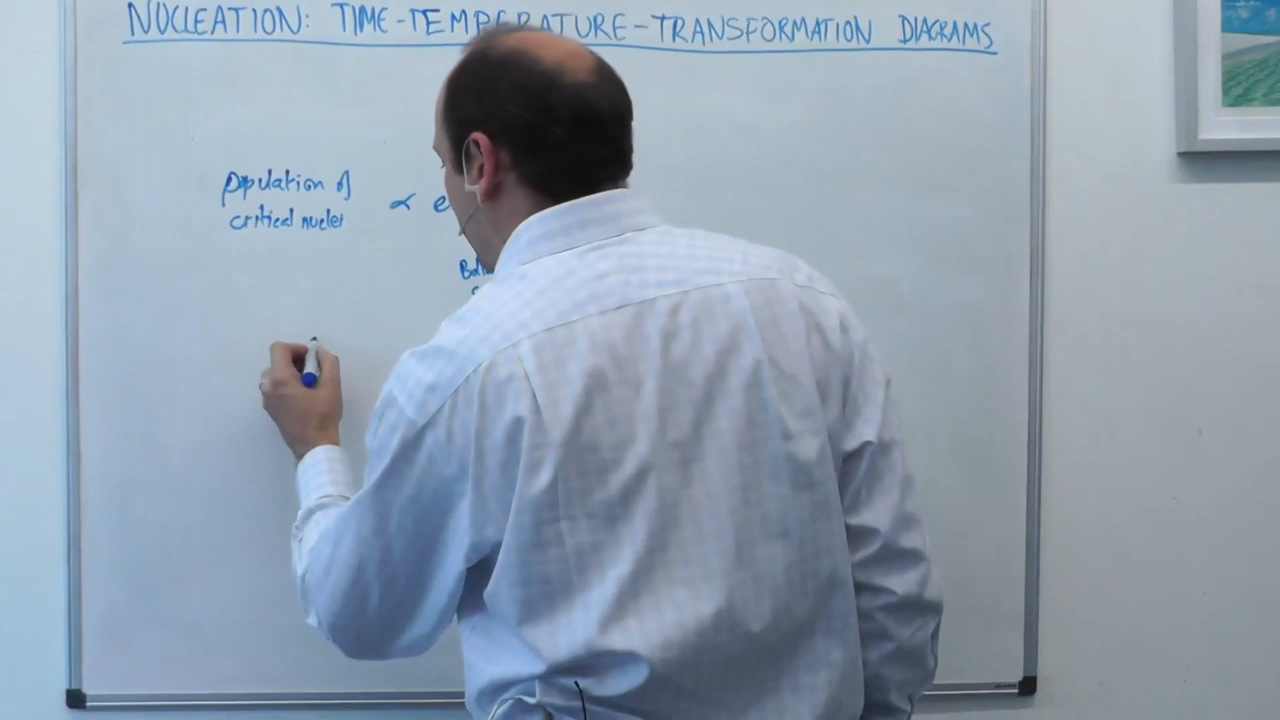 NUCLEATION: TIME-TEMPERATURE-TRANSFORMATION DIAGRAMS
population of
critical nuclei ∝ e